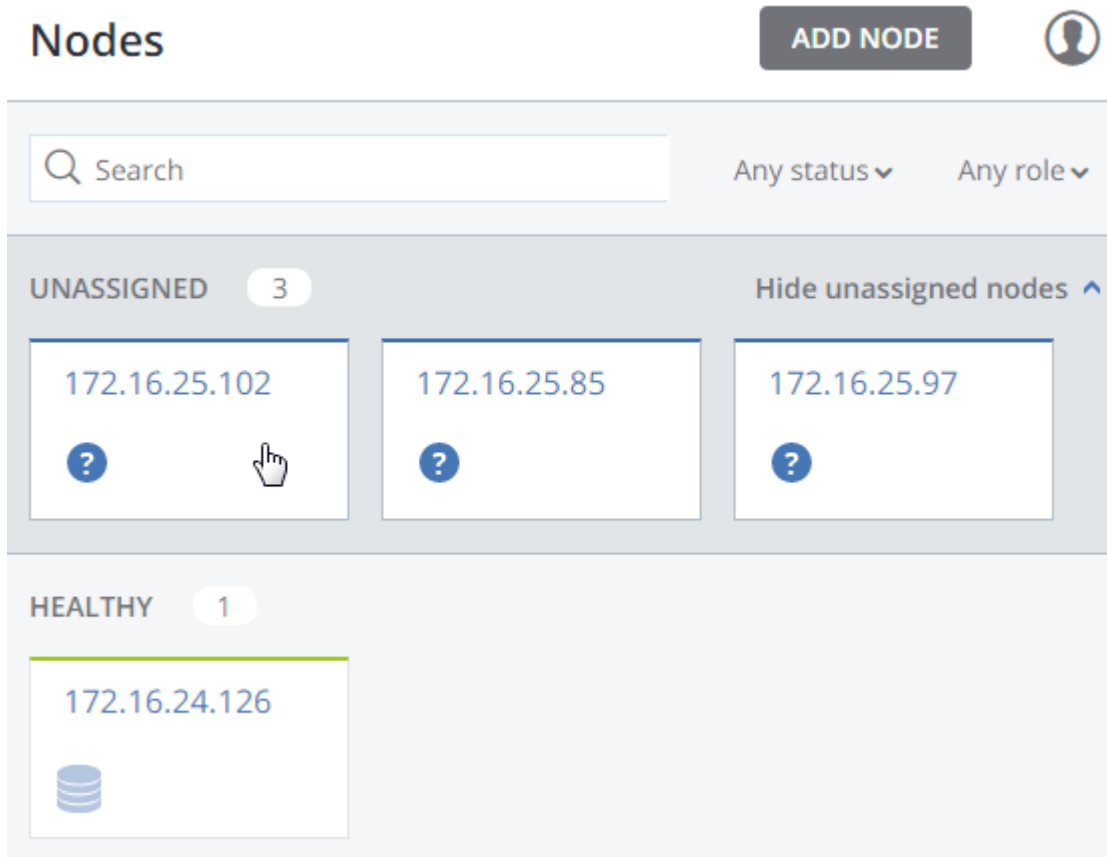 Nodes
ADD NODE
Search
Any status
Any role
UNASSIGNED 3
Hide unassigned nodes
172.16.25.102
172.16.25.85
172.16.25.97
?
?
?
HEALTHY 1
172.16.24.126